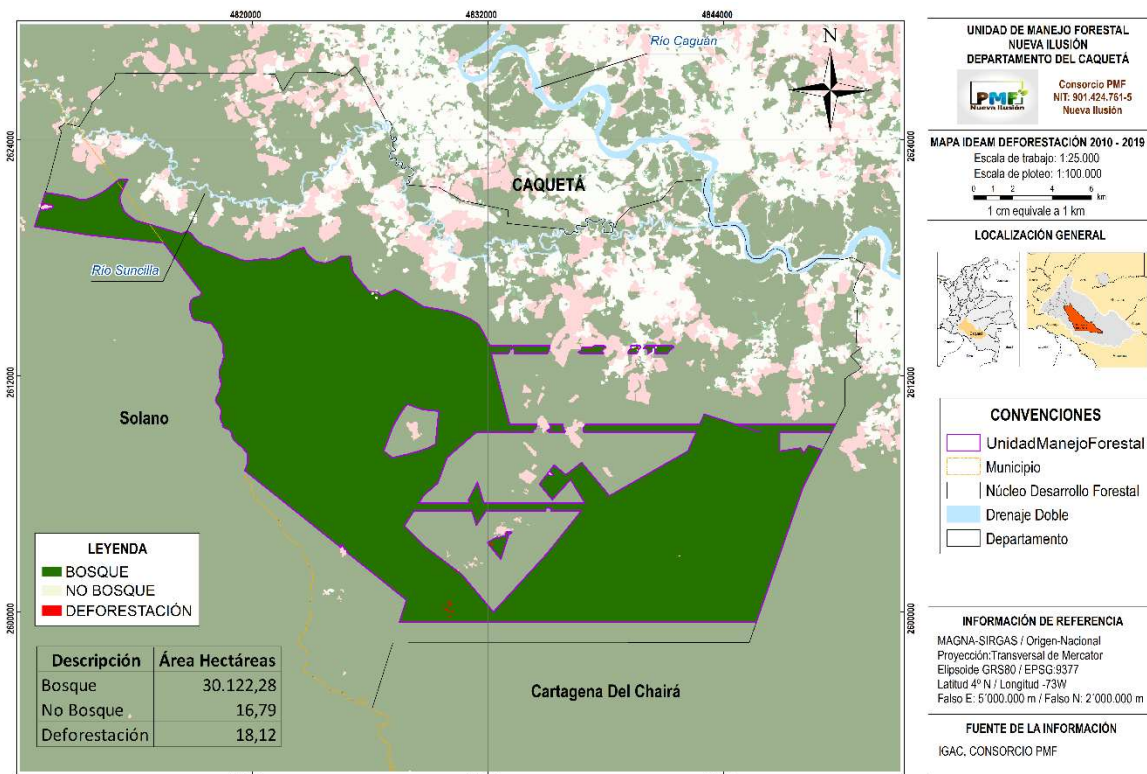 4820000
4832000
4844000
Río Caguán
N
2624000
2624000
CAQUETÁ
Río Suncilla
2612000
2612000
Solano
LEYENDA
BOSQUE
NO BOSQUE
DEFORESTACIÓN
2600000
2600000
Descripción Área Hectáreas
Bosque 30.122,28
No Bosque 16,79
Deforestación 18,12
Cartagena Del Chairá
UNIDAD DE MANEJO FORESTAL
NUEVA ILUSIÓN
DEPARTAMENTO DEL CAQUETÁ
PMF
Nueva Ilusión
Consorcio PMF
NIT: 901.424.761-5
Nueva Ilusión
MAPA IDEAM DEFORESTACIÓN 2010 - 2019
Escala de trabajo: 1:25.000
Escala de ploteo: 1:100.000
0 1 2 4 6
km
1 cm equivale a 1 km
LOCALIZACIÓN GENERAL
CONVENCIONES
UnidadManejoForestal
Municipio
Núcleo Desarrollo Forestal
Drenaje Doble
Departamento
INFORMACIÓN DE REFERENCIA
MAGNA-SIRGAS / Origen-Nacional
Proyección:Transversal de Mercator
Elipsoide GRS80 / EPSG:9377
Latitud 4º N / Longitud -73W
Falso E: 5´000.000 m / Falso N: 2´000.000 m
FUENTE DE LA INFORMACIÓN
IGAC, CONSORCIO PMF